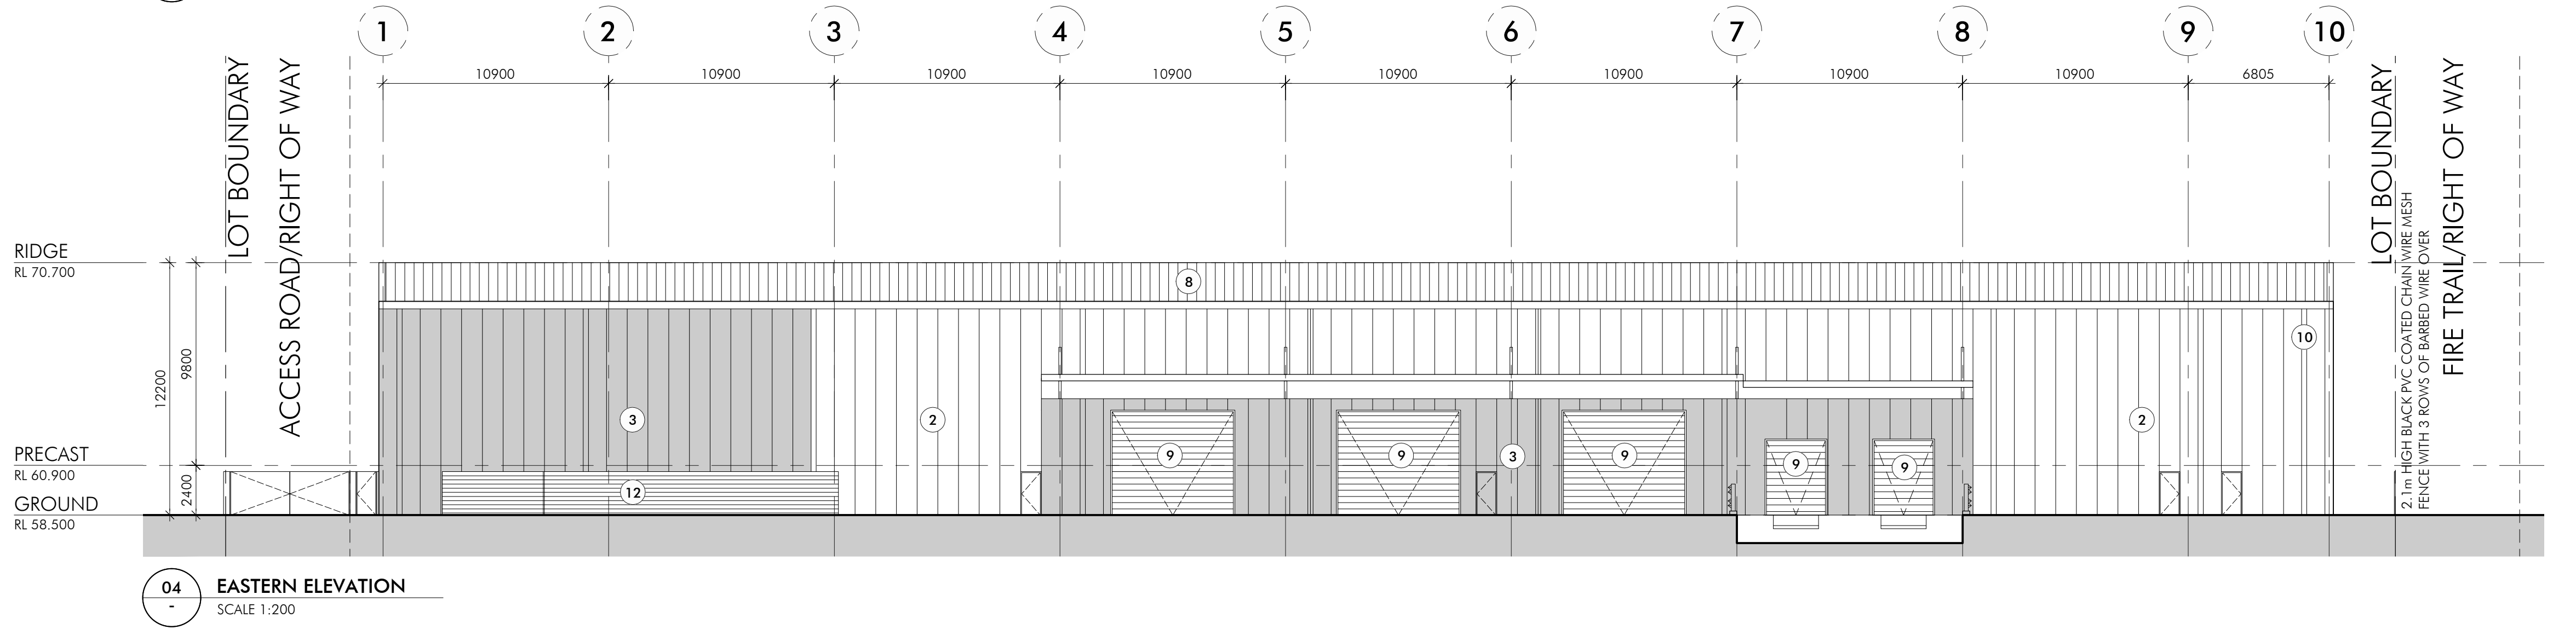 1 2 3 4 5 6 7 8 9 10
10900 10900 10900 10900 10900 10900 10900 10900 6805
LOT BOUNDARY
ACCESS ROAD/RIGHT OF WAY
LOT BOUNDARY
2.1m HIGH BLACK PVC COATED CHAIN WIRE MESH
FENCE WITH 3 ROWS OF BARBED WIRE OVER
FIRE TRAIL/RIGHT OF WAY
RIDGE
RL 70.700
8
10
12200
9800
3
2
2
PRECAST
RL 60.900
9
9
3
9
9
9
2400
12
GROUND
RL 58.500
04
-
EASTERN ELEVATION
SCALE 1:200